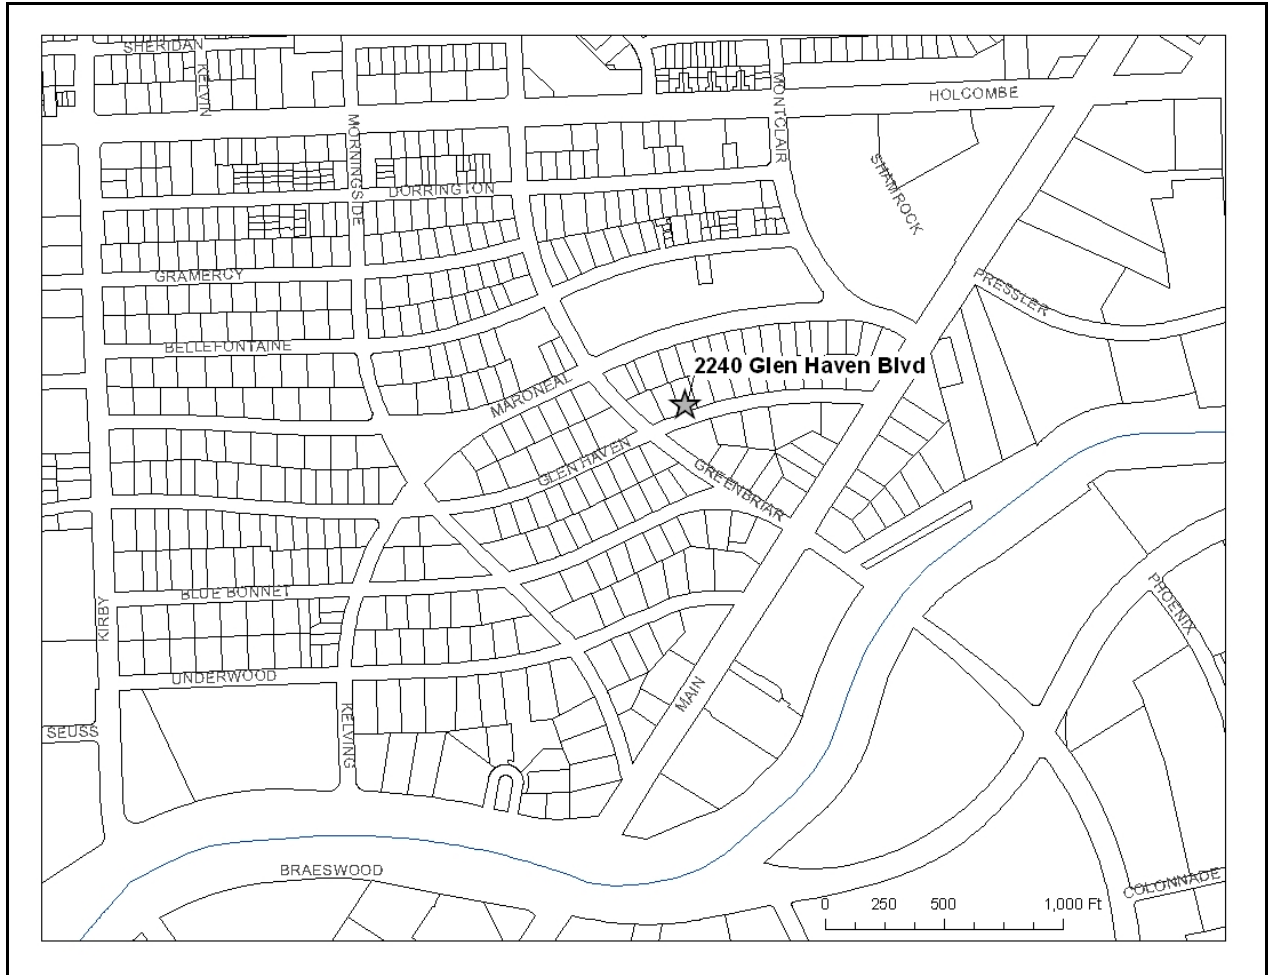 SHERIDAN
KELVIN
MONTCLAIR
HOLCOMBE
MORNINGSIDE
SHAMROCK
DORRINGTON
GRAMERCY
PRESSLER
BELLEFONTAINE
2240 Glen Haven Blvd
MARONEAL
GLEN HAVEN
GREENBRIAR
BLUE BONNET
KIRBY
PHOENIX
UNDERWOOD
MAIN
KELVING
SEUSS
BRAESWOOD
COLONNADE
0 250 500 1,000 Ft